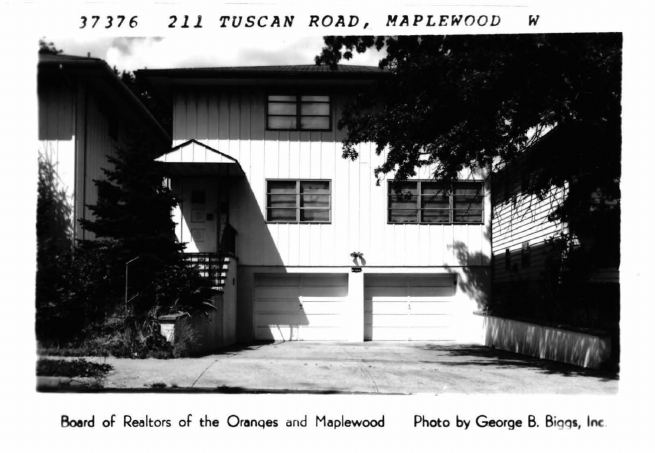 37376 211 TUSCAN ROAD, MAPLEWOOD W
Board of Realtors of the Oranges and Maplewood Photo by George B. Biggs, Inc.